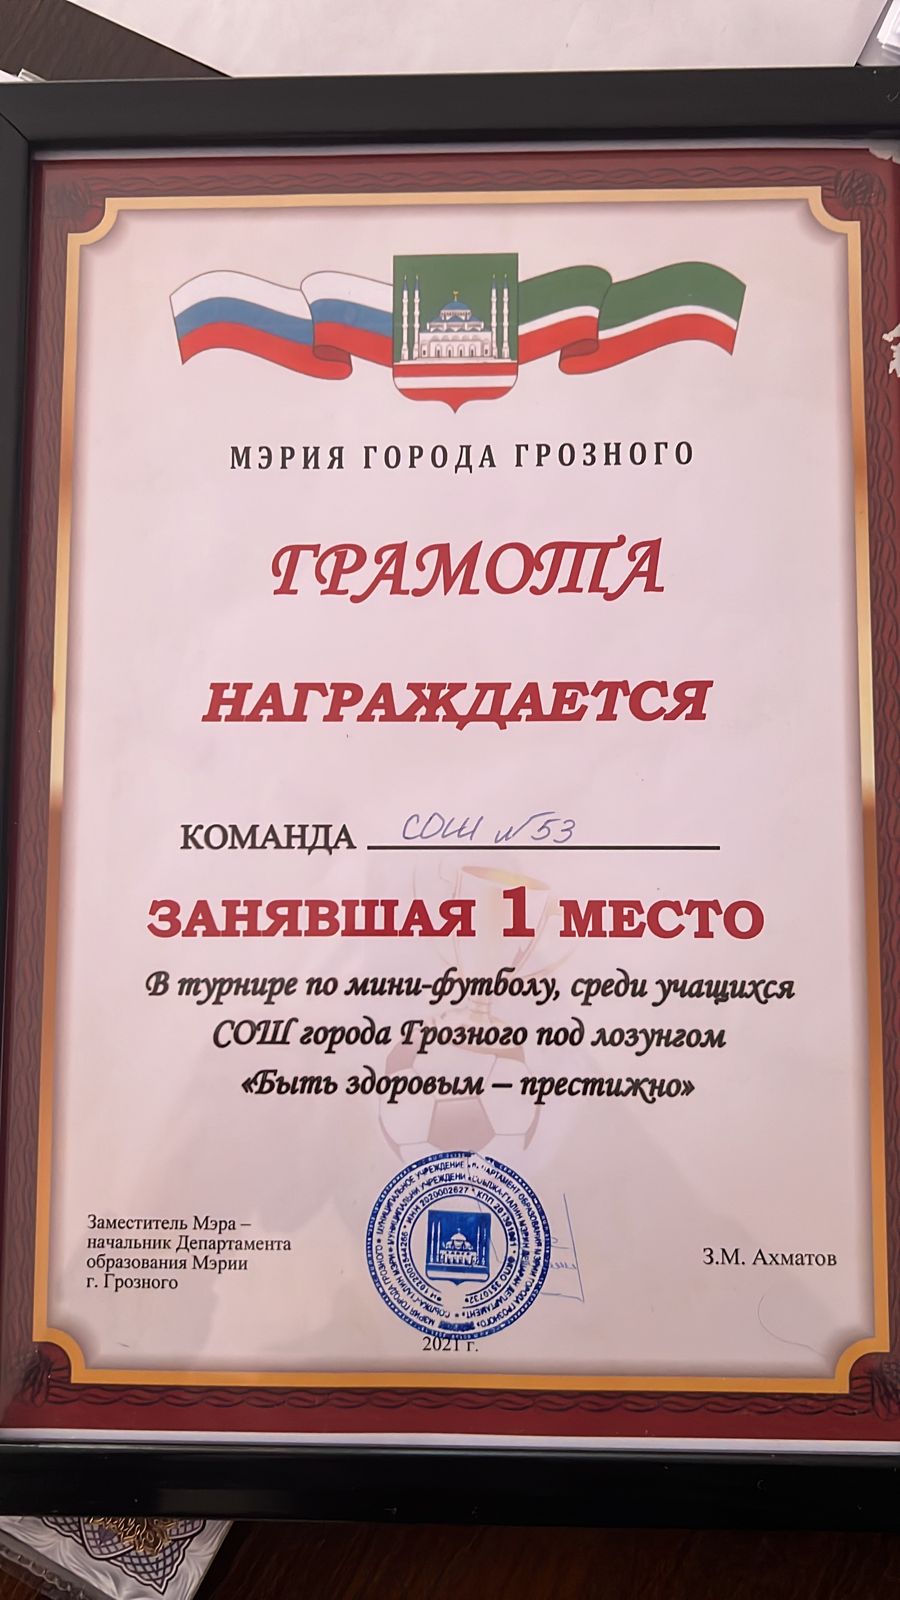 МЭРИЯ ГОРОДА ГРОЗНОГО
ГРАМОТА
НАГРАЖДАЕТСЯ
КОМАНДА СОШ №53
ЗАНЯВШАЯ 1 МЕСТО
В турнире по мини-футболу, среди учащихся
СОШ города Грозного под лозунгом
«Быть здоровым – престижно»
Заместитель Мэра –
начальник Департамента
образования Мэрии
г. Грозного
З.М. Ахматов
2021 г.